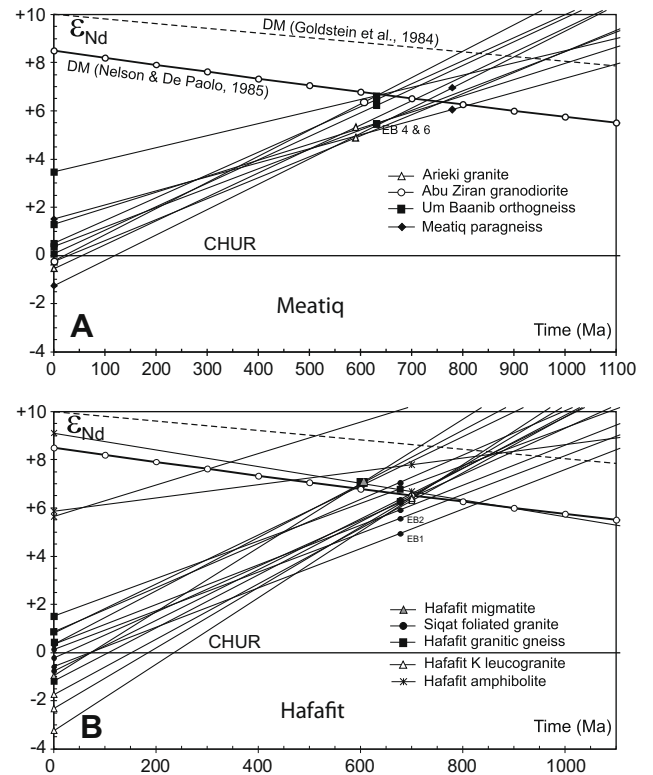 +10
εNd
DM (Goldstein et al., 1984)
+8
DM (Nelson & De Paolo, 1985)
+6
EB 4 & 6
+4
Arieki granite
Abu Ziran granodiorite
+2
Um Baanib orthogneiss
Meatiq paragneiss
CHUR
0
-2
Meatiq
A
Time (Ma)
-4
0 100 200 300 400 500 600 700 800 900 1000 1100
+10
εNd
+8
+6
EB2
EB1
+4
+2
Hafafit migmatite
Siqat foliated granite
Hafafit granitic gneiss
CHUR
0
Hafafit K leucogranite
Hafafit amphibolite
-2
Hafafit
B
Time (Ma)
-4
0 200 400 600 800 1000